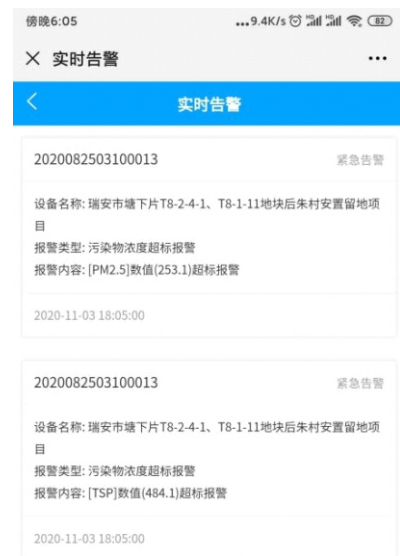 傍晚6:05
...9.4K/s
82
实时告警
实时告警
2020082503100013 紧急告警
设备名称: 瑞安市塘下片T8-2-4-1、T8-1-11地块后朱村安置留地项
目
报警类型: 污染物浓度超标报警
报警内容: [PM2.5]数值(253.1)超标报警
2020-11-03 18:05:00
2020082503100013 紧急告警
设备名称: 瑞安市塘下片T8-2-4-1、T8-1-11地块后朱村安置留地项
目
报警类型: 污染物浓度超标报警
报警内容: [TSP]数值(484.1)超标报警
2020-11-03 18:05:00